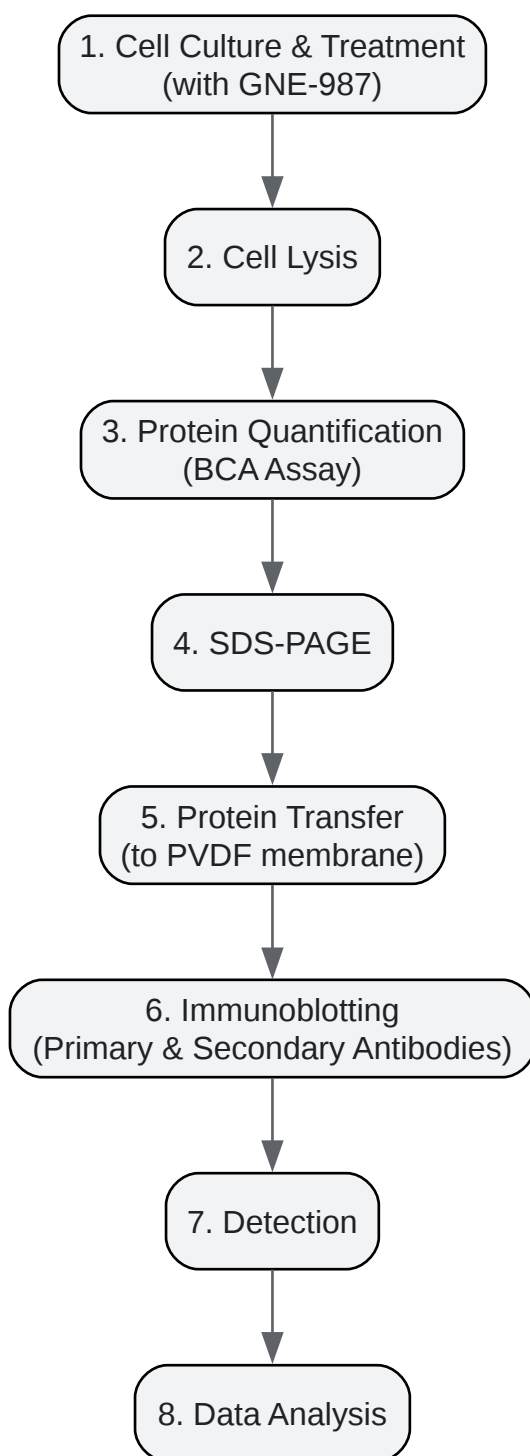 1. Cell Culture & Treatment
(with GNE-987)
2. Cell Lysis
3. Protein Quantification
(BCA Assay)
4. SDS-PAGE
5. Protein Transfer
(to PVDF membrane)
6. Immunoblotting
(Primary & Secondary Antibodies)
7. Detection
8. Data Analysis